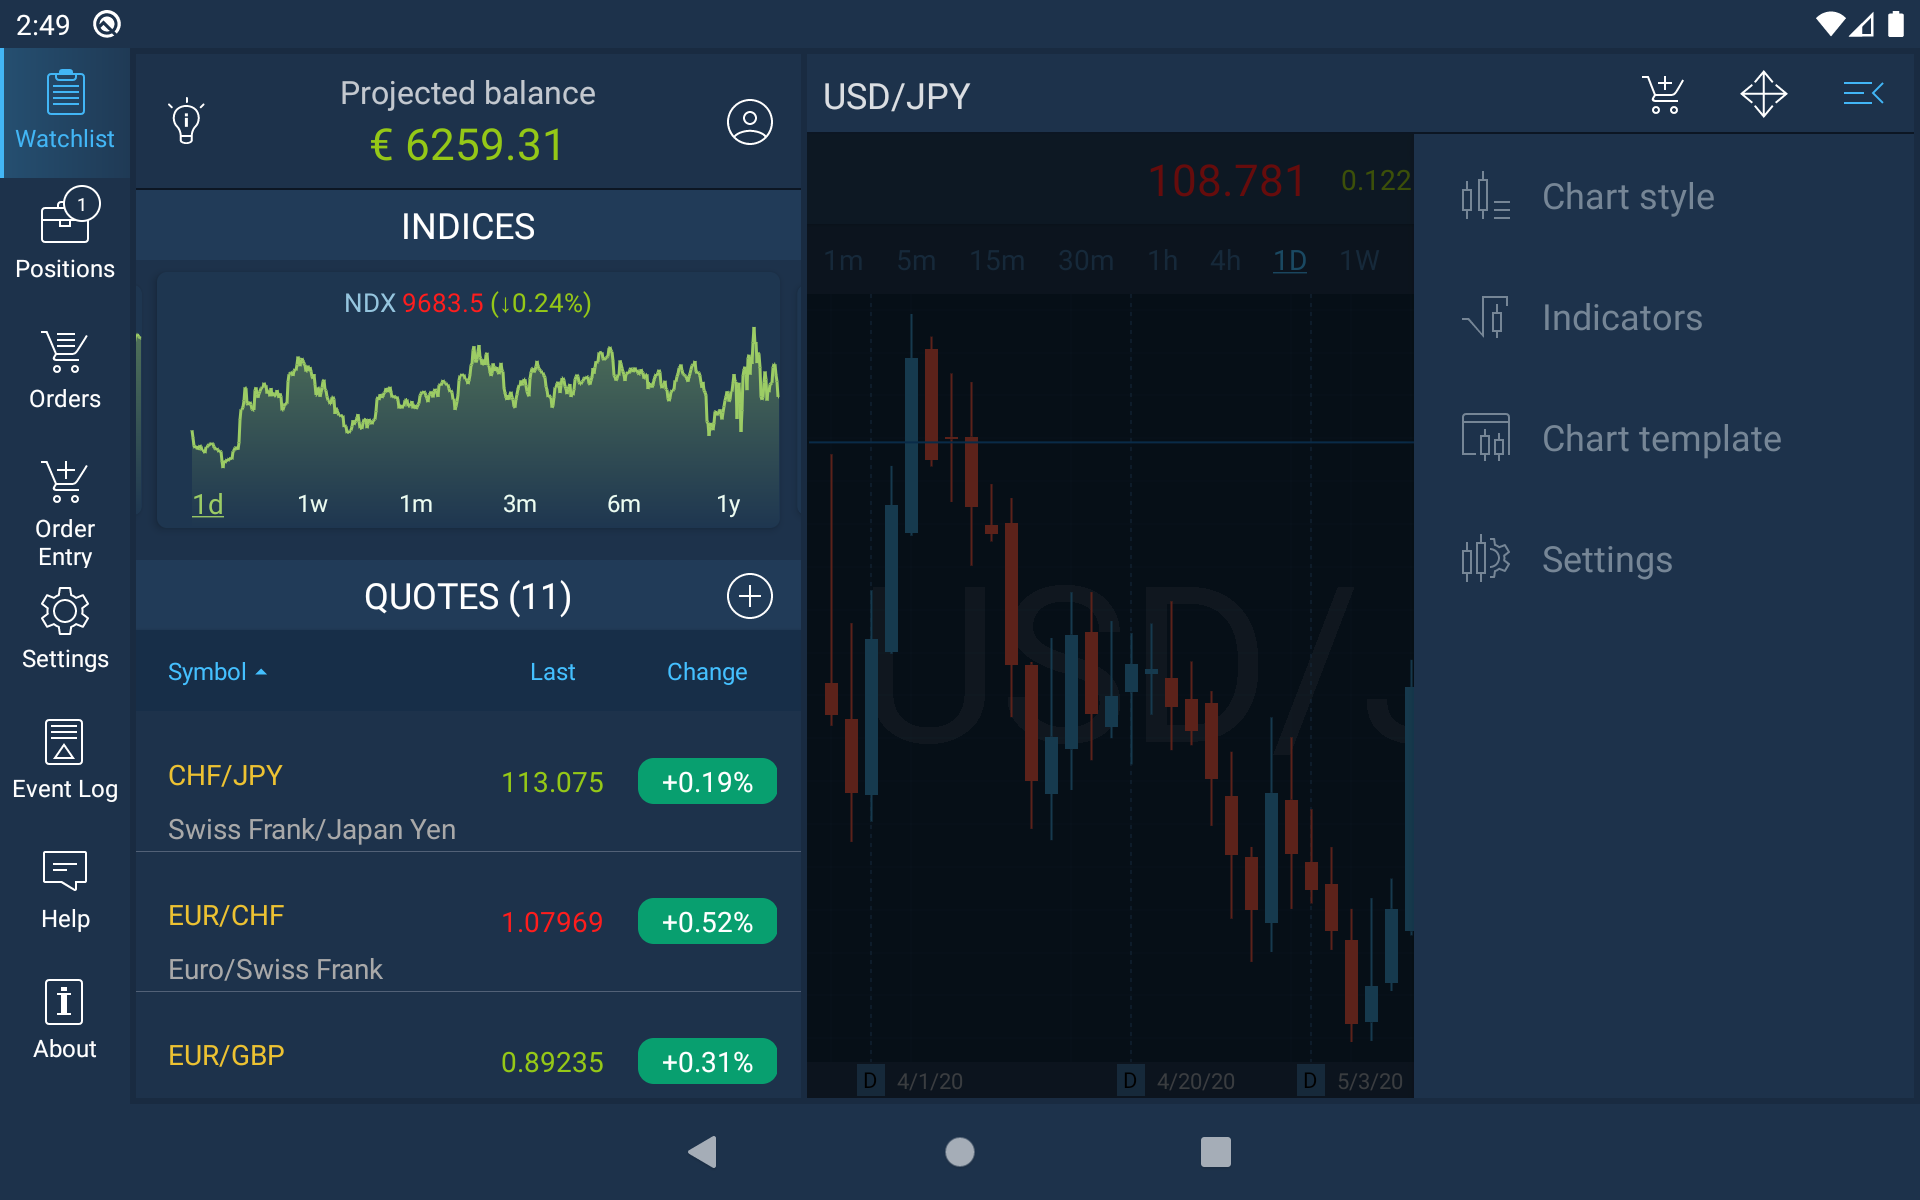 2:49
Watchlist
1
Positions
Orders
Order
Entry
Settings
Event Log
Help
About
Projected balance
€ 6259.31
INDICES
NDX 9683.5 (↓0.24%)
1d 1w 1m 3m 6m 1y
QUOTES (11)
Symbol Last Change
CHF/JPY 113.075 +0.19%
Swiss Frank/Japan Yen
EUR/CHF 1.07969 +0.52%
Euro/Swiss Frank
EUR/GBP 0.89235 +0.31%
USD/JPY
108.781 0.122
1m 5m 15m 30m 1h 4h 1D 1W
USD/J
D 4/1/20 D 4/20/20 D 5/3/20
Chart style
Indicators
Chart template
Settings